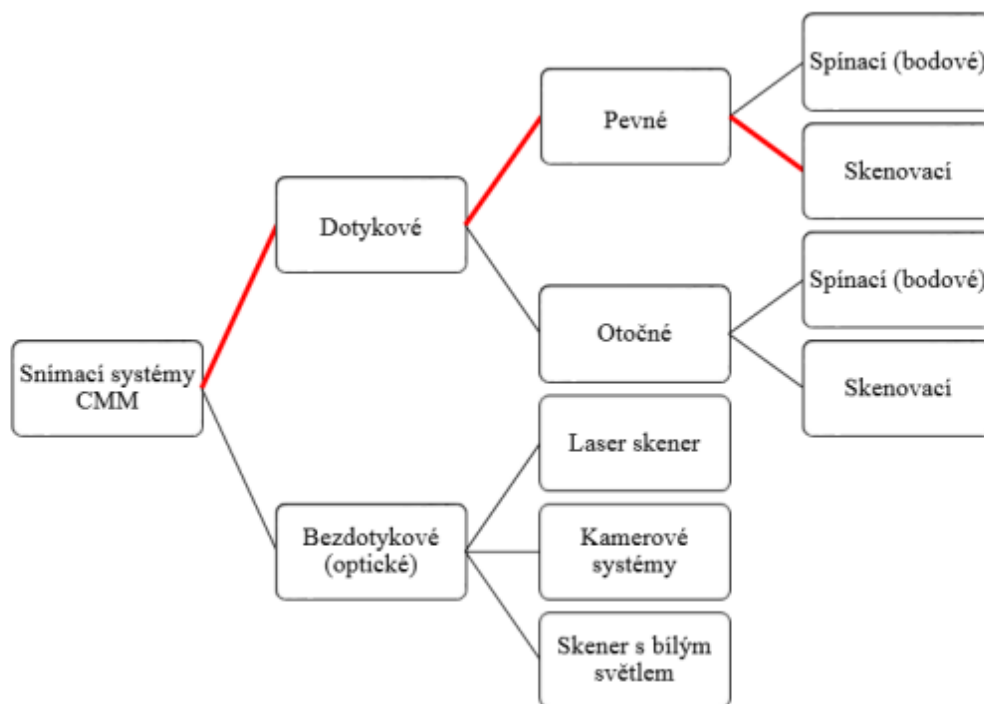 Spínací (bodové)
Pevné
Skenovací
Dotykové
Spínací (bodové)
Otočné
Skenovací
Snímací systémy
CMM
Laser skener
Bezdotykové
(optické)
Kamerové
systémy
Skener s bílým
světlem